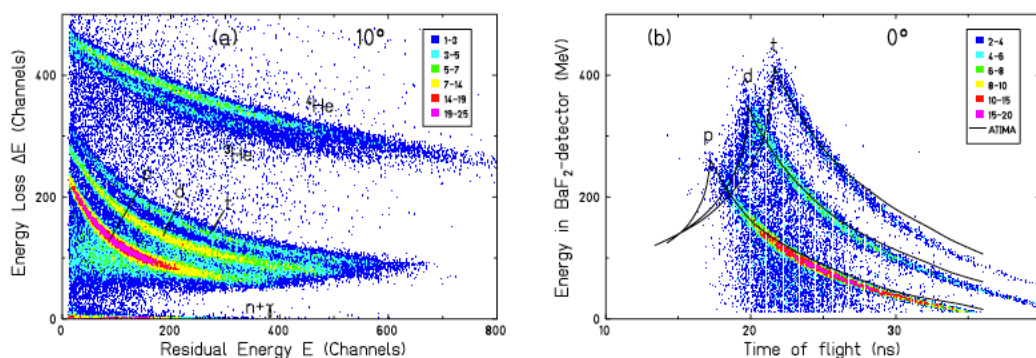 (a)
10°
1-3
3-5
5-7
7-14
14-19
19-25
⁴He
³He
p
d
t
n+γ
400
200
0
0
200
400
600
800
Energy Loss ΔE (Channels)
Residual Energy E (Channels)
(b)
0°
2-4
4-6
6-8
8-10
10-15
15-20
ATIMA
t
d
p
400
200
0
10
20
30
Energy in BaF₂-detector (MeV)
Time of flight (ns)